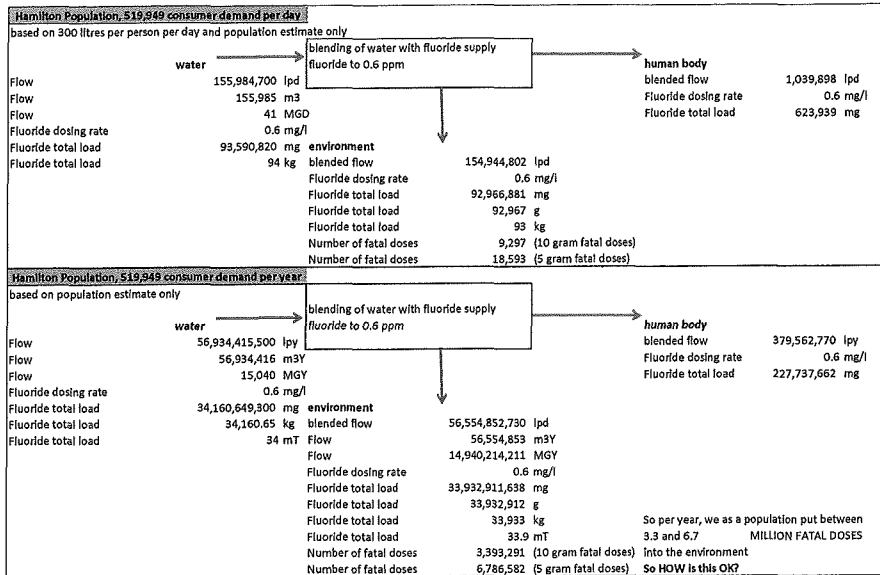 Hamilton Population, 519,949 consumer demand per day
based on 300 litres per person per day and population estimate only
blending of water with fluoride supply
fluoride to 0.6 ppm
water
human body
Flow 155,984,700 lpd
Flow 155,985 m3
Flow 41 MGD
Fluoride dosing rate 0.6 mg/l
Fluoride total load 93,590,820 mg
Fluoride total load 94 kg
blended flow 1,039,898 lpd
Fluoride dosing rate 0.6 mg/l
Fluoride total load 623,939 mg
environment
blended flow 154,944,802 lpd
Fluoride dosing rate 0.6 mg/l
Fluoride total load 92,966,881 mg
Fluoride total load 92,967 g
Fluoride total load 93 kg
Number of fatal doses 9,297 (10 gram fatal doses)
Number of fatal doses 18,593 (5 gram fatal doses)
Hamilton Population, 519,949 consumer demand per year
based on population estimate only
blending of water with fluoride supply
fluoride to 0.6 ppm
water
human body
Flow 56,934,415,500 lpy
Flow 56,934,416 m3Y
Flow 15,040 MGY
Fluoride dosing rate 0.6 mg/l
Fluoride total load 34,160,649,300 mg
Fluoride total load 34,160.65 kg
Fluoride total load 34 mT
blended flow 379,562,770 lpy
Fluoride dosing rate 0.6 mg/l
Fluoride total load 227,737,662 mg
environment
blended flow 56,554,852,730 lpd
Flow 56,554,853 m3Y
Flow 14,940,214,211 MGY
Fluoride dosing rate 0.6 mg/l
Fluoride total load 33,932,911,638 mg
Fluoride total load 33,932,912 g
Fluoride total load 33,933 kg
Fluoride total load 33.9 mT
Number of fatal doses 3,393,291 (10 gram fatal doses)
Number of fatal doses 6,786,582 (5 gram fatal doses)
So per year, we as a population put between
3.3 and 6.7 MILLION FATAL DOSES
into the environment
So HOW is this OK?